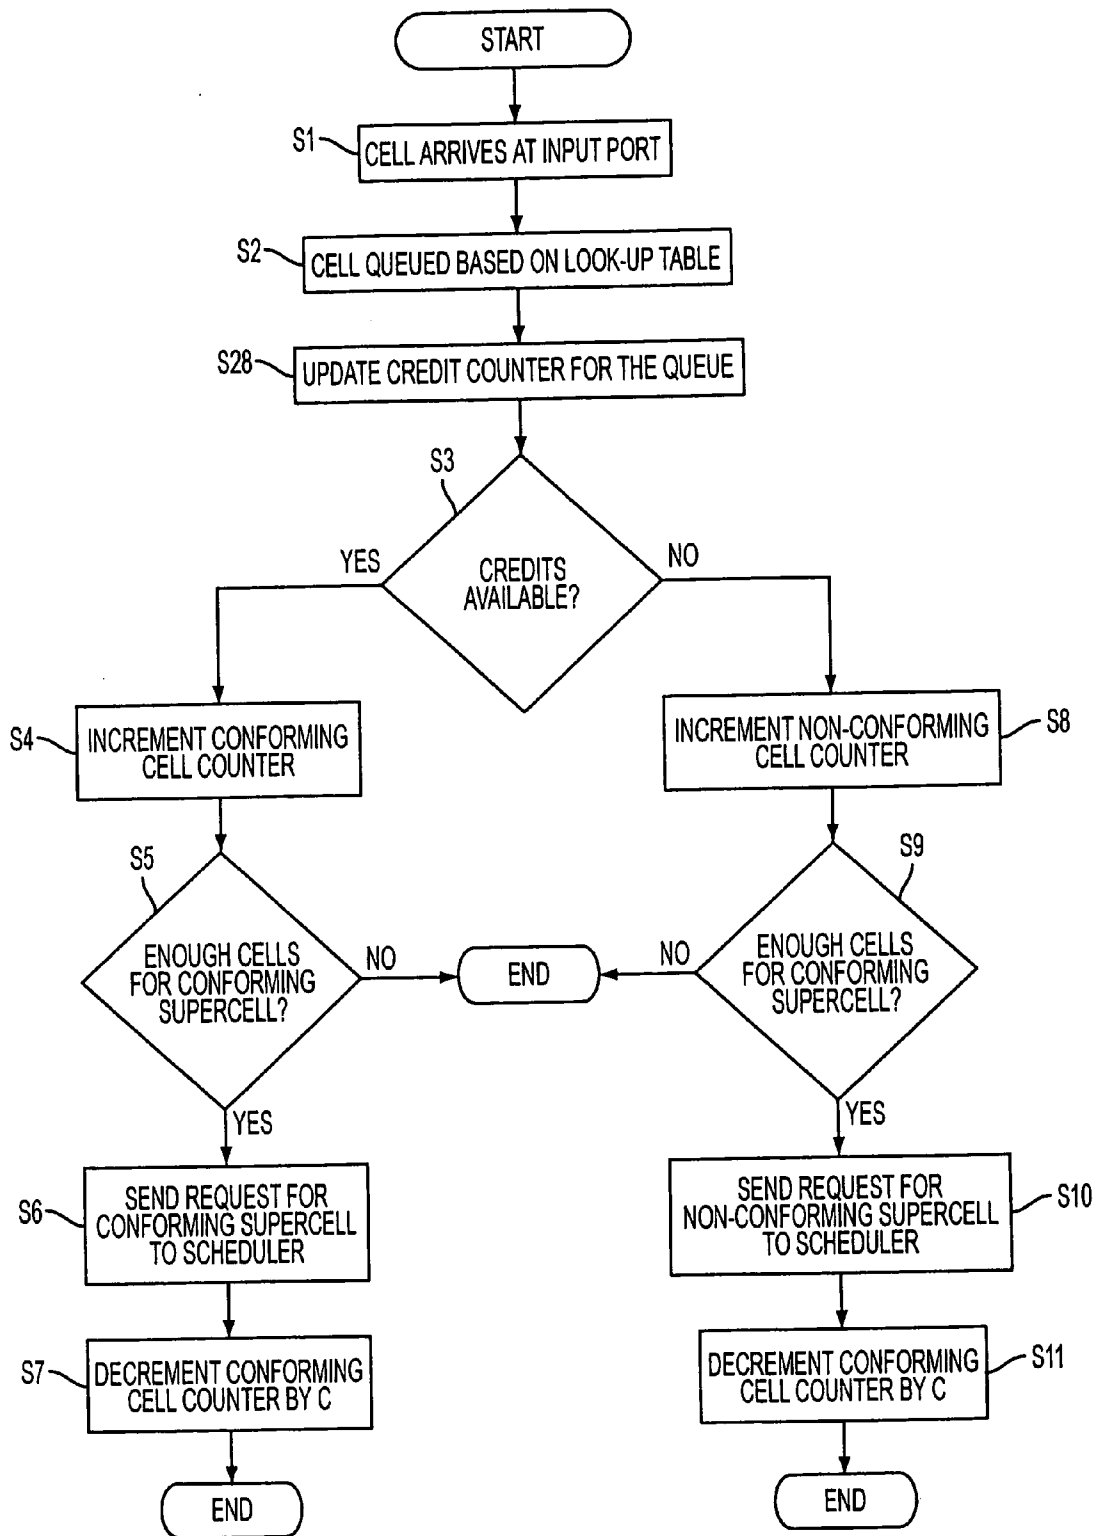 START
S1
CELL ARRIVES AT INPUT PORT
S2
CELL QUEUED BASED ON LOOK-UP TABLE
S28
UPDATE CREDIT COUNTER FOR THE QUEUE
S3
CREDITS
AVAILABLE?
YES
NO
S4
INCREMENT CONFORMING
CELL COUNTER
S8
INCREMENT NON-CONFORMING
CELL COUNTER
S5
ENOUGH CELLS
FOR CONFORMING
SUPERCELL?
NO
END
NO
S9
ENOUGH CELLS
FOR CONFORMING
SUPERCELL?
YES
YES
S6
SEND REQUEST FOR
CONFORMING SUPERCELL
TO SCHEDULER
S10
SEND REQUEST FOR
NON-CONFORMING SUPERCELL
TO SCHEDULER
S7
DECREMENT CONFORMING
CELL COUNTER BY C
S11
DECREMENT CONFORMING
CELL COUNTER BY C
END
END